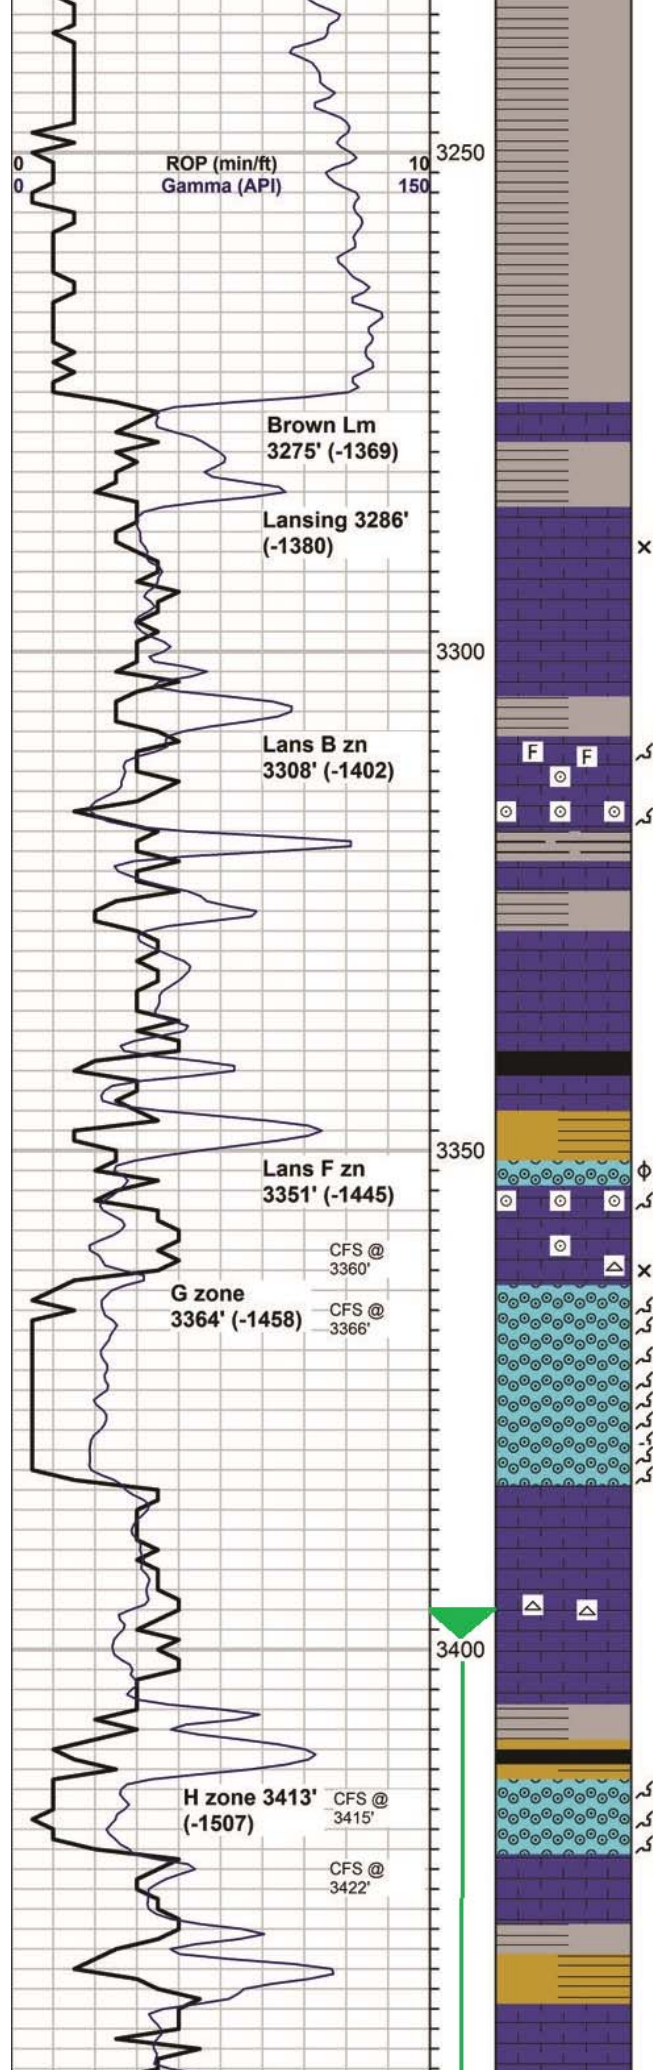 3250
0 ROP (min/ft) 10
0 Gamma (API) 150
Brown Lm
3275' (-1369)
Lansing 3286'
(-1380)
x
3300
Lans B zn
3308' (-1402)
F F
3350
Lans F zn
3351' (-1445)
ϕ
CFS @
3360'
x
G zone
3364' (-1458)
CFS @
3366'
3400
H zone 3413'
(-1507)
CFS @
3415'
CFS @
3422'